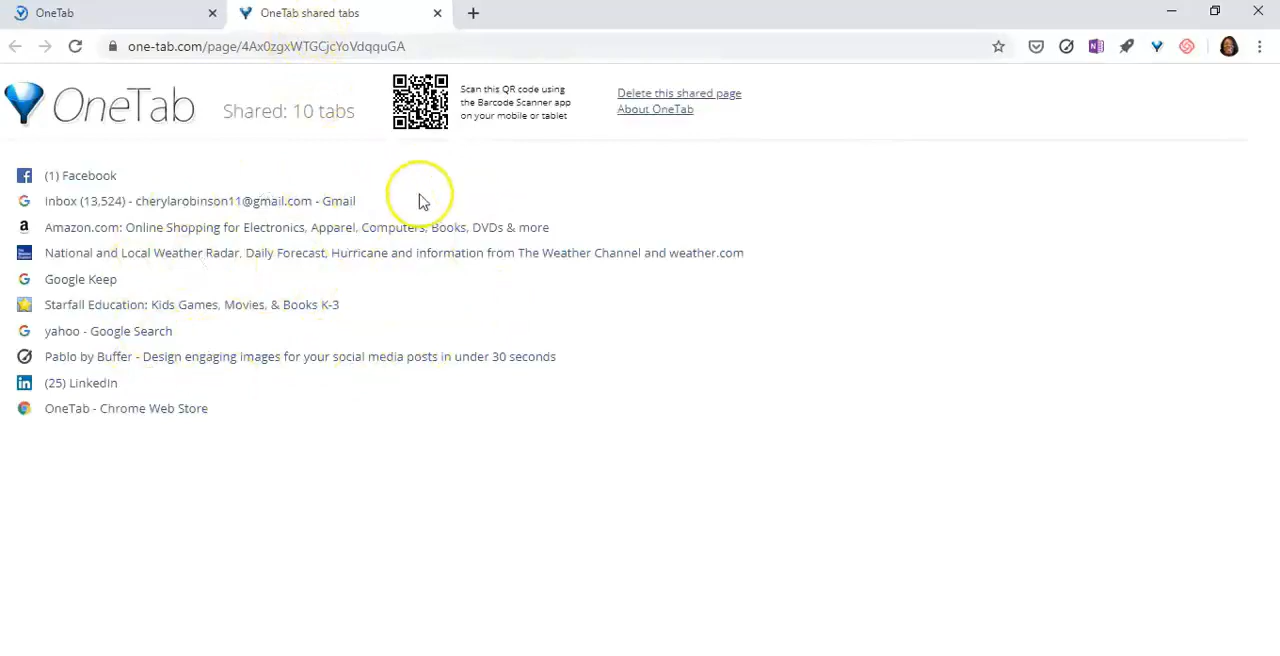 OneTab
OneTab shared tabs
one-tab.com/page/4Ax0zgxWTGCjcYoVdqquGA
OneTab
Shared: 10 tabs
Scan this QR code using
the Barcode Scanner app
on your mobile or tablet
Delete this shared page
About OneTab
(1) Facebook
Inbox (13,524) - cherylarobinson11@gmail.com - Gmail
Amazon.com: Online Shopping for Electronics, Apparel, Computers, Books, DVDs & more
National and Local Weather Radar, Daily Forecast, Hurricane and information from The Weather Channel and weather.com
Google Keep
Starfall Education: Kids Games, Movies, & Books K-3
yahoo - Google Search
Pablo by Buffer - Design engaging images for your social media posts in under 30 seconds
(25) LinkedIn
OneTab - Chrome Web Store